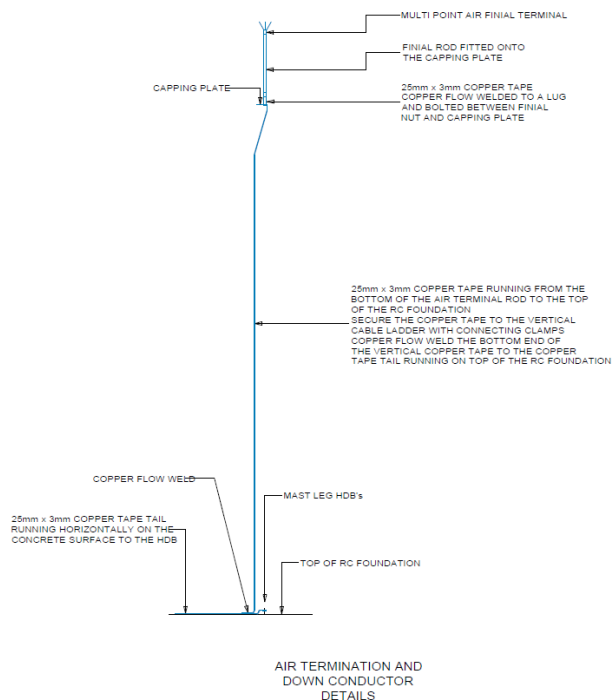 MULTI POINT AIR FINIAL TERMINAL
FINIAL ROD FITTED ONTO
THE CAPPING PLATE
CAPPING PLATE
25mm x 3mm COPPER TAPE
COPPER FLOW WELDED TO A LUG
AND BOLTED BETWEEN FINIAL
NUT AND CAPPING PLATE
25mm x 3mm COPPER TAPE RUNNING FROM THE
BOTTOM OF THE AIR TERMINAL ROD TO THE TOP
OF THE RC FOUNDATION
SECURE THE COPPER TAPE TO THE VERTICAL
CABLE LADDER WITH CONNECTING CLAMPS
COPPER FLOW WELD THE BOTTOM END OF
THE VERTICAL COPPER TAPE TO THE COPPER
TAPE TAIL RUNNING ON TOP OF THE RC FOUNDATION
COPPER FLOW WELD
MAST LEG HDB's
25mm x 3mm COPPER TAPE TAIL
RUNNING HORIZONTALLY ON THE
CONCRETE SURFACE TO THE HDB
TOP OF RC FOUNDATION
AIR TERMINATION AND
DOWN CONDUCTOR
DETAILS